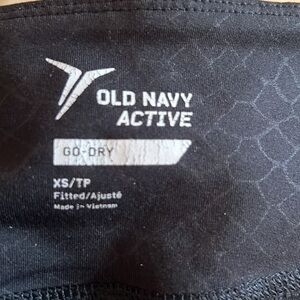 OLD NAVY
ACTIVE
GO-DRY
XS/TP
Fitted/Ajusté
Made in Vietnam